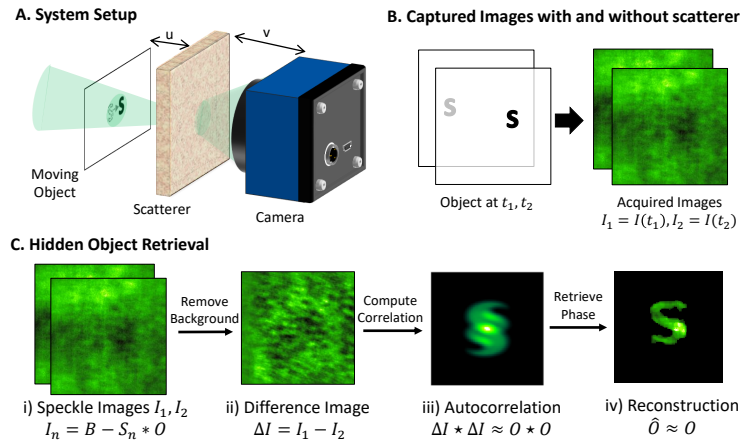 A. System Setup
u
v
S
Moving
Object
Scatterer
Camera
B. Captured Images with and without scatterer
S
S
Object at t₁, t₂
Acquired Images
I₁ = I(t₁), I₂ = I(t₂)
C. Hidden Object Retrieval
Remove
Background
Compute
Correlation
Retrieve
Phase
S
i) Speckle Images I₁, I₂
Iₙ = B − Sₙ * O
ii) Difference Image
ΔI = I₁ − I₂
iii) Autocorrelation
ΔI ⋆ ΔI ≈ O ⋆ O
iv) Reconstruction
Ô ≈ O